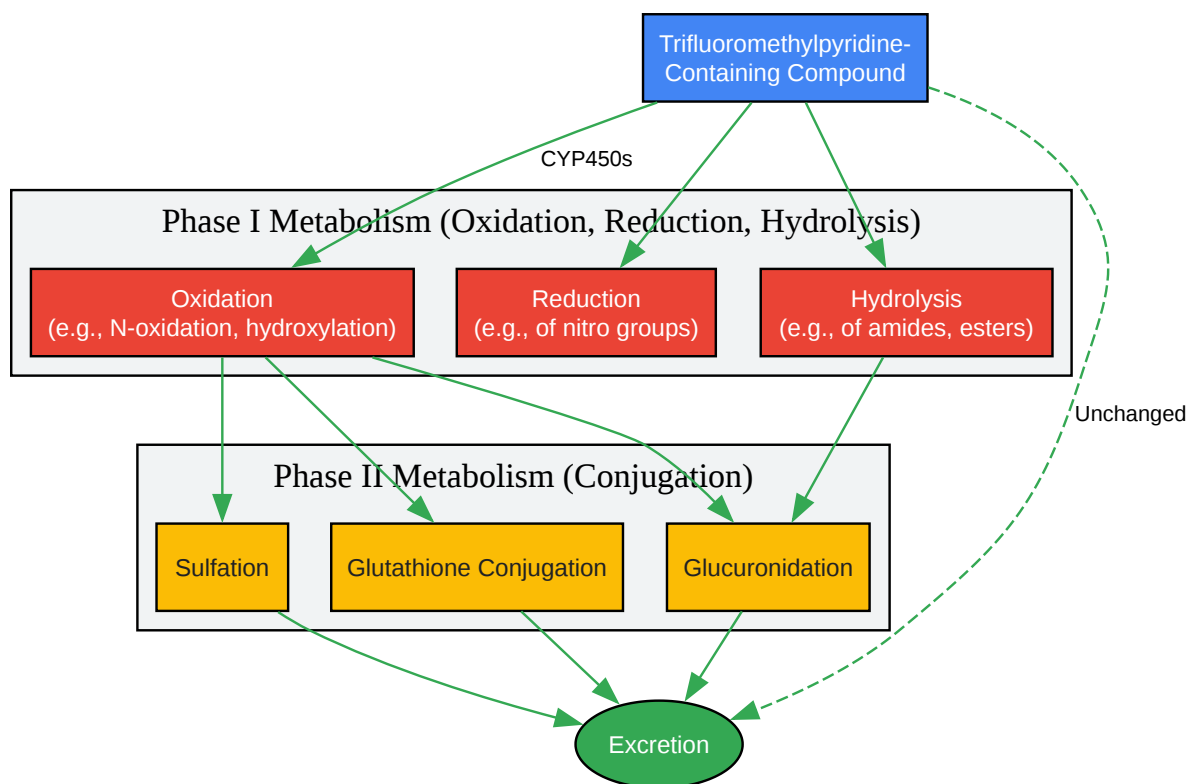 Trifluoromethylpyridine-
Containing Compound
CYP450s
Phase I Metabolism (Oxidation, Reduction, Hydrolysis)
Oxidation
(e.g., N-oxidation, hydroxylation)
Reduction
(e.g., of nitro groups)
Hydrolysis
(e.g., of amides, esters)
Unchanged
Phase II Metabolism (Conjugation)
Sulfation
Glutathione Conjugation
Glucuronidation
Excretion